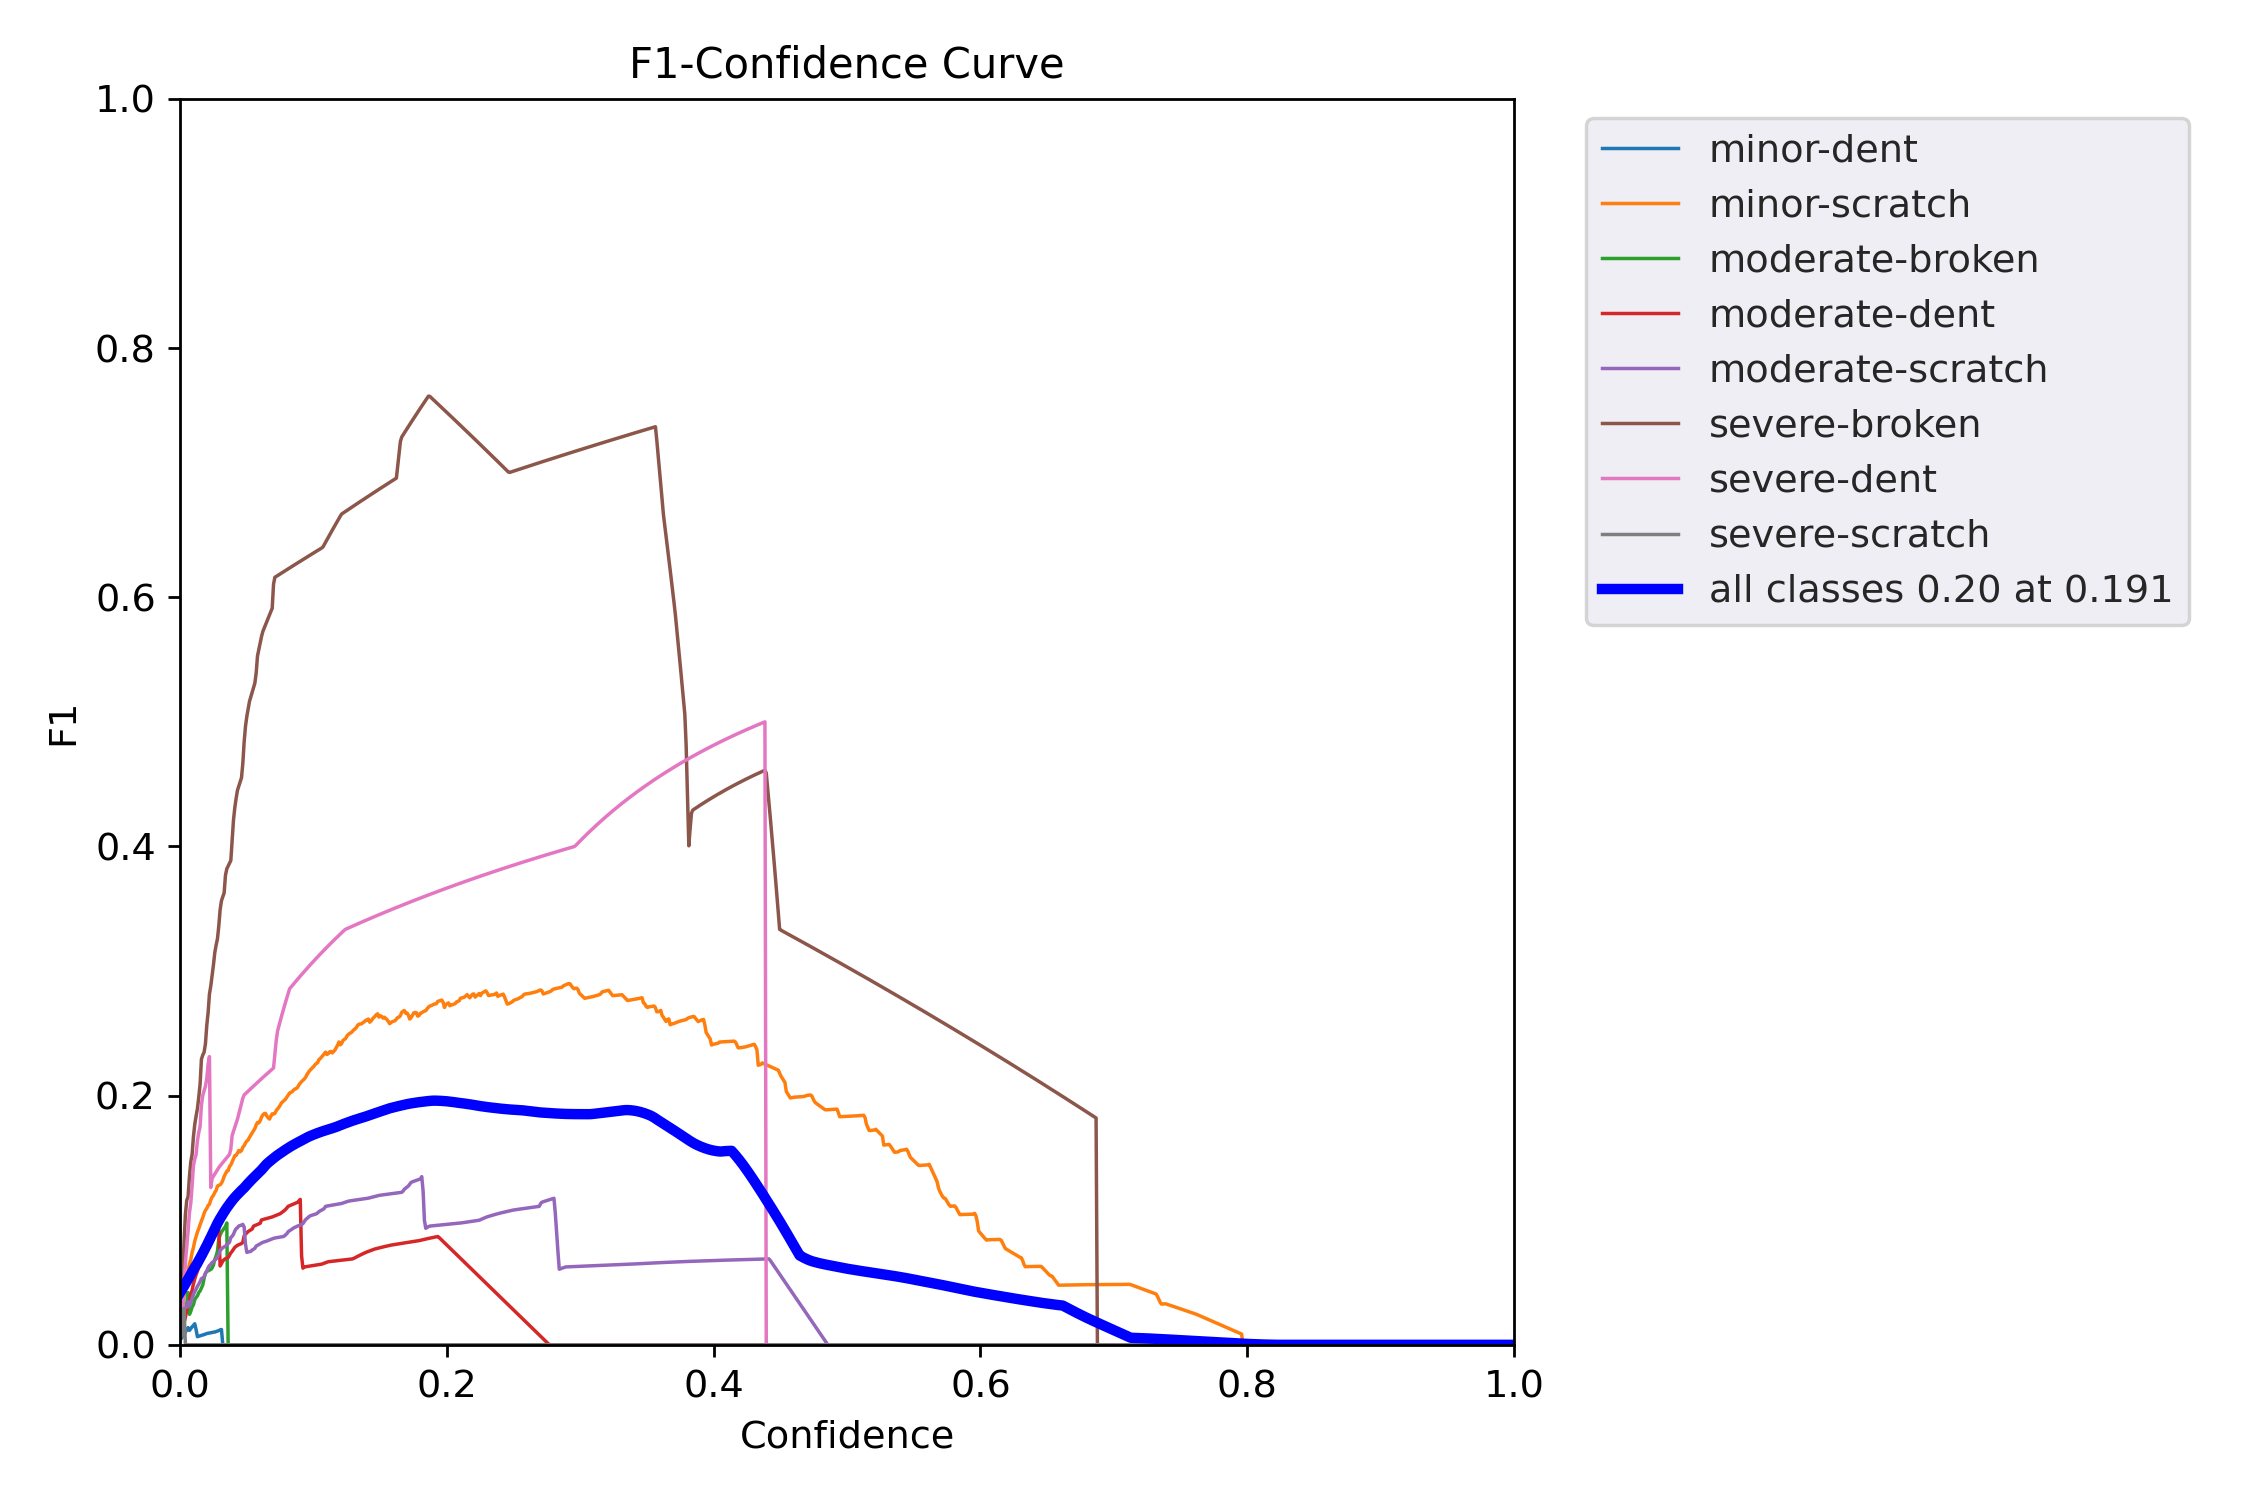 F1-Confidence Curve
1.0
0.8
0.6
0.4
0.2
0.0
F1
0.0 0.2 0.4 0.6 0.8 1.0
Confidence
minor-dent
minor-scratch
moderate-broken
moderate-dent
moderate-scratch
severe-broken
severe-dent
severe-scratch
all classes 0.20 at 0.191